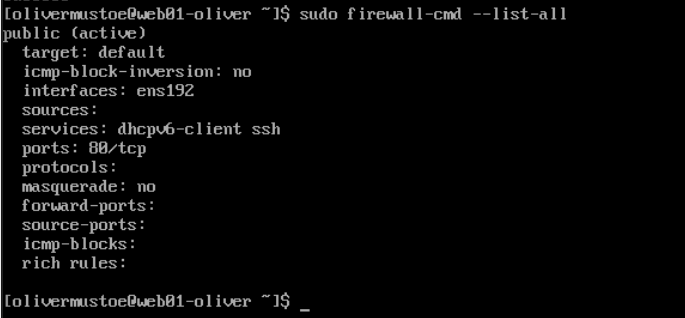 [olivermustoe@web01-oliver ~]$ sudo firewall-cmd --list-all
public (active)
  target: default
  icmp-block-inversion: no
  interfaces: ens192
  sources:
  services: dhcpv6-client ssh
  ports: 80/tcp
  protocols:
  masquerade: no
  forward-ports:
  source-ports:
  icmp-blocks:
  rich rules:

[olivermustoe@web01-oliver ~]$ _